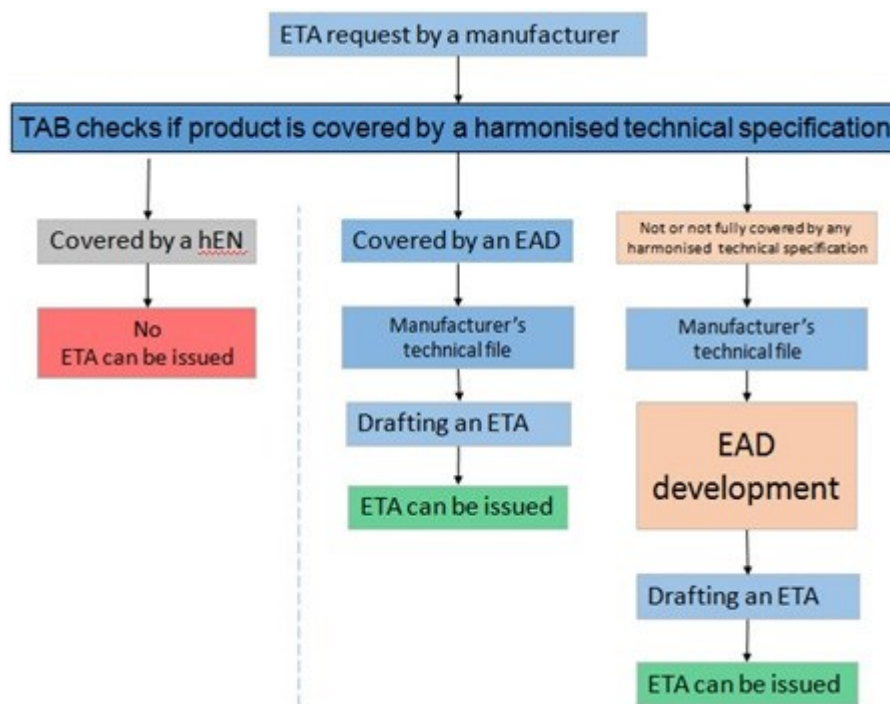 ETA request by a manufacturer
TAB checks if product is covered by a harmonised technical specification
Covered by a hEN
No
ETA can be issued
Covered by an EAD
Manufacturer's
technical file
Drafting an ETA
ETA can be issued
Not or not fully covered by any
harmonised technical specification
Manufacturer's
technical file
EAD
development
Drafting an ETA
ETA can be issued